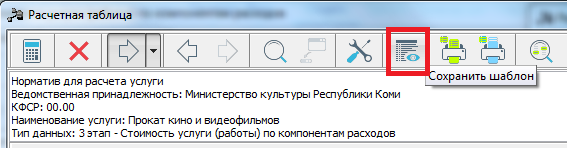 Расчетная таблица
Сохранить шаблон
Норматив для расчета услуги
Ведомственная принадлежность: Министерство культуры Республики Коми
КФСР: 00.00
Наименование услуги: Прокат кино и видеофильмов
Тип данных: 3 этап - Стоимость услуги (работы) по компонентам расходов